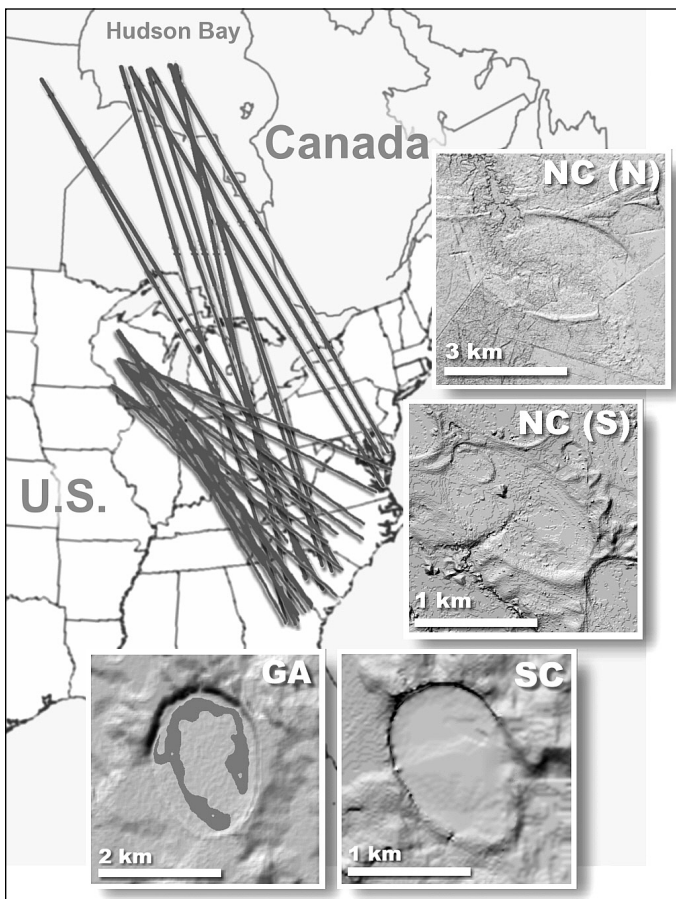 Hudson Bay
Canada
NC (N)
3 km
NC (S)
U.S.
1 km
GA
SC
2 km
1 km